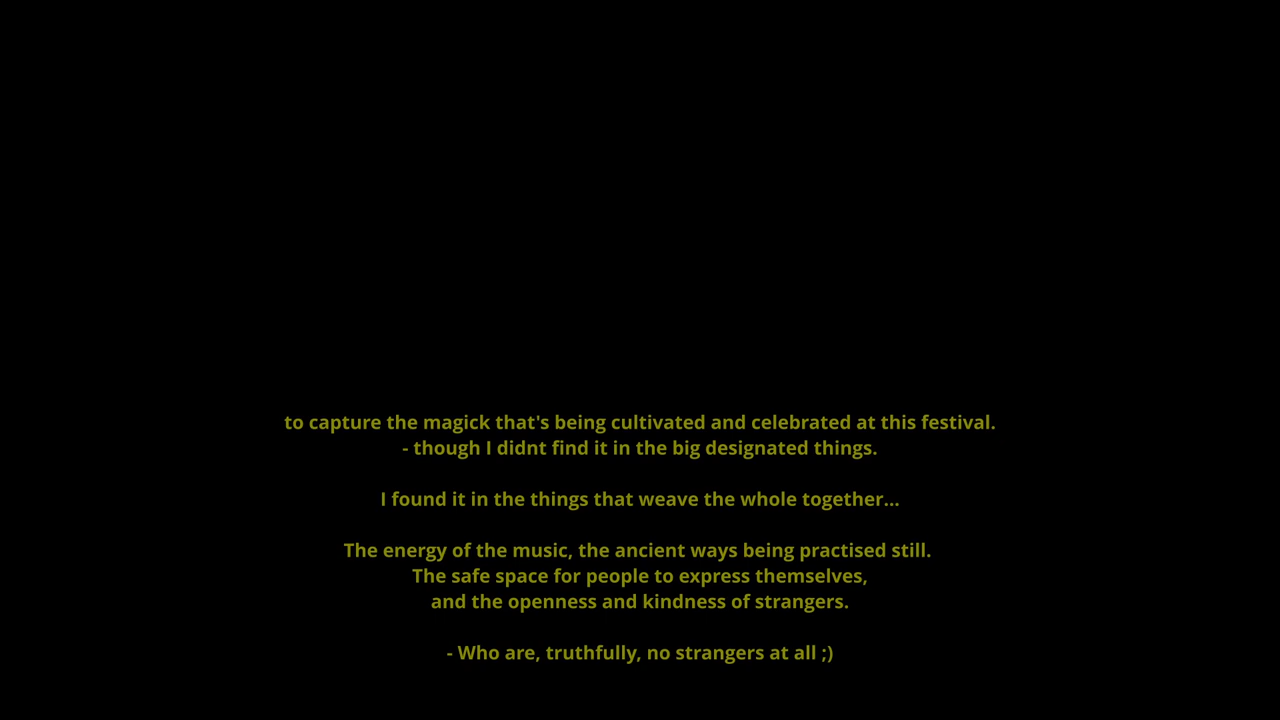 to capture the magick that's being cultivated and celebrated at this festival.
- though I didnt find it in the big designated things.
I found it in the things that weave the whole together...
The energy of the music, the ancient ways being practised still.
The safe space for people to express themselves,
and the openness and kindness of strangers.
- Who are, truthfully, no strangers at all ;)